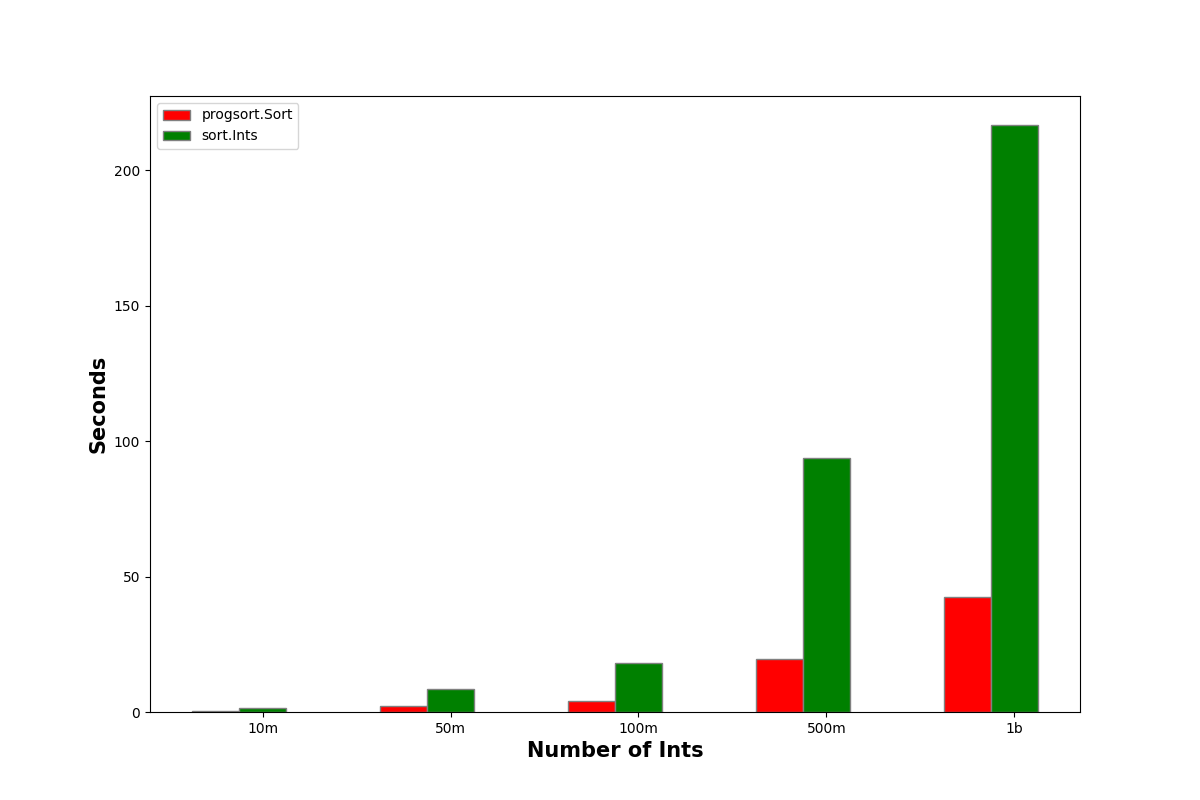 progsort.Sort
sort.Ints
200
150
100
50
0
Seconds
10m
50m
100m
500m
1b
Number of Ints